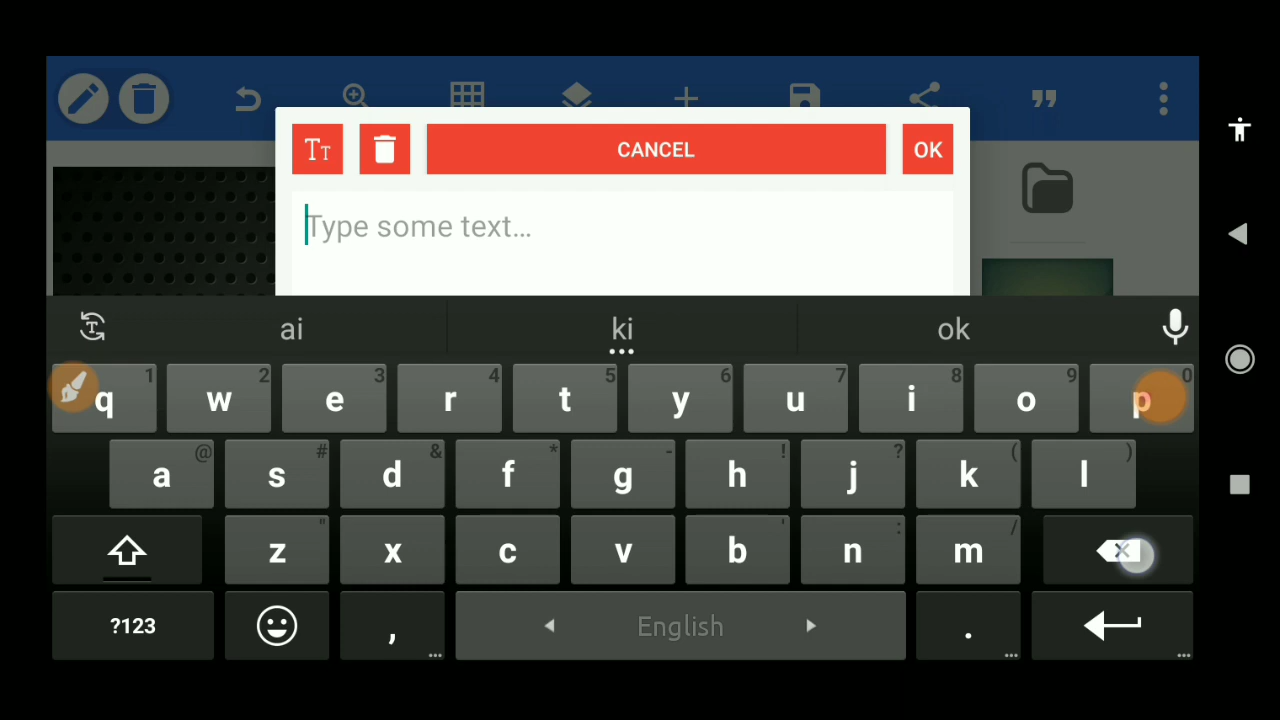 Tт CANCEL OK
Type some text...
ai ki ok
q 1 w 2 e 3 r 4 t 5 y 6 u 7 i 8 o 9 p 0
a @ s # d & f * g - h ! j ? k ( l )
z " x c v b ' n : m /
?123 , English .